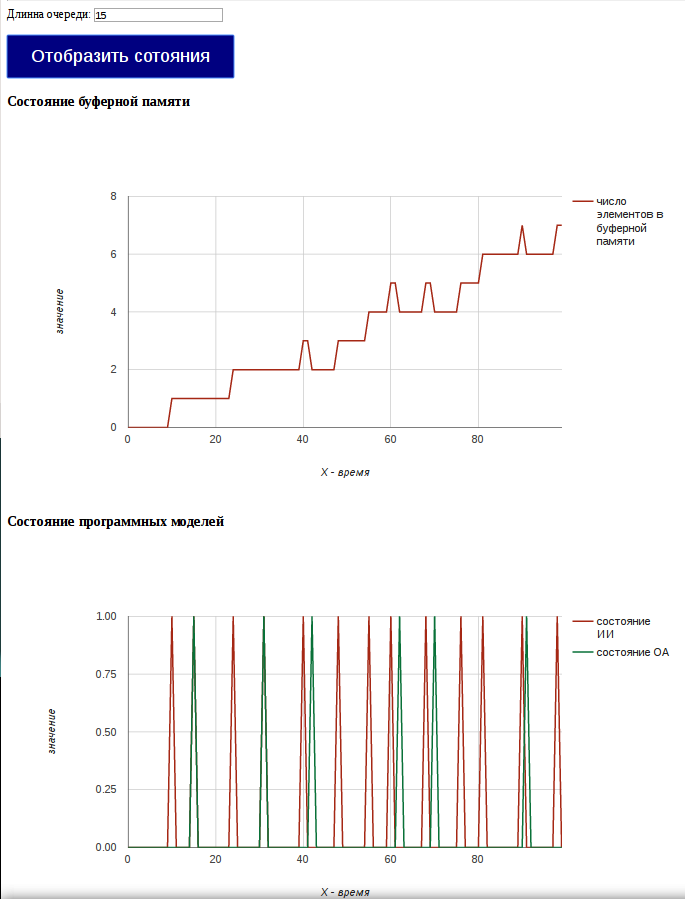 Длинна очереди: 15
Отобразить сотояния
Состояние буферной памяти
8
6
4
2
0
0 20 40 60 80
значение
X - время
число
элементов в
буферной
памяти
Состояние программных моделей
1.00
0.75
0.50
0.25
0.00
0 20 40 60 80
значение
X - время
состояние
ИИ
состояние ОА